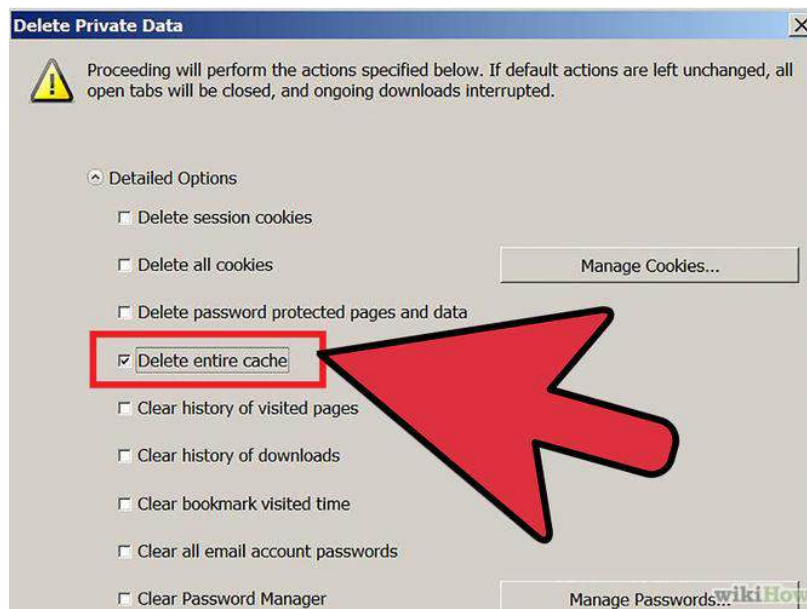 Delete Private Data
Proceeding will perform the actions specified below. If default actions are left unchanged, all
open tabs will be closed, and ongoing downloads interrupted.
Detailed Options
Delete session cookies
Delete all cookies
Manage Cookies...
Delete password protected pages and data
Delete entire cache
Clear history of visited pages
Clear history of downloads
Clear bookmark visited time
Clear all email account passwords
Clear Password Manager
Manage Passwords...
wikiHow